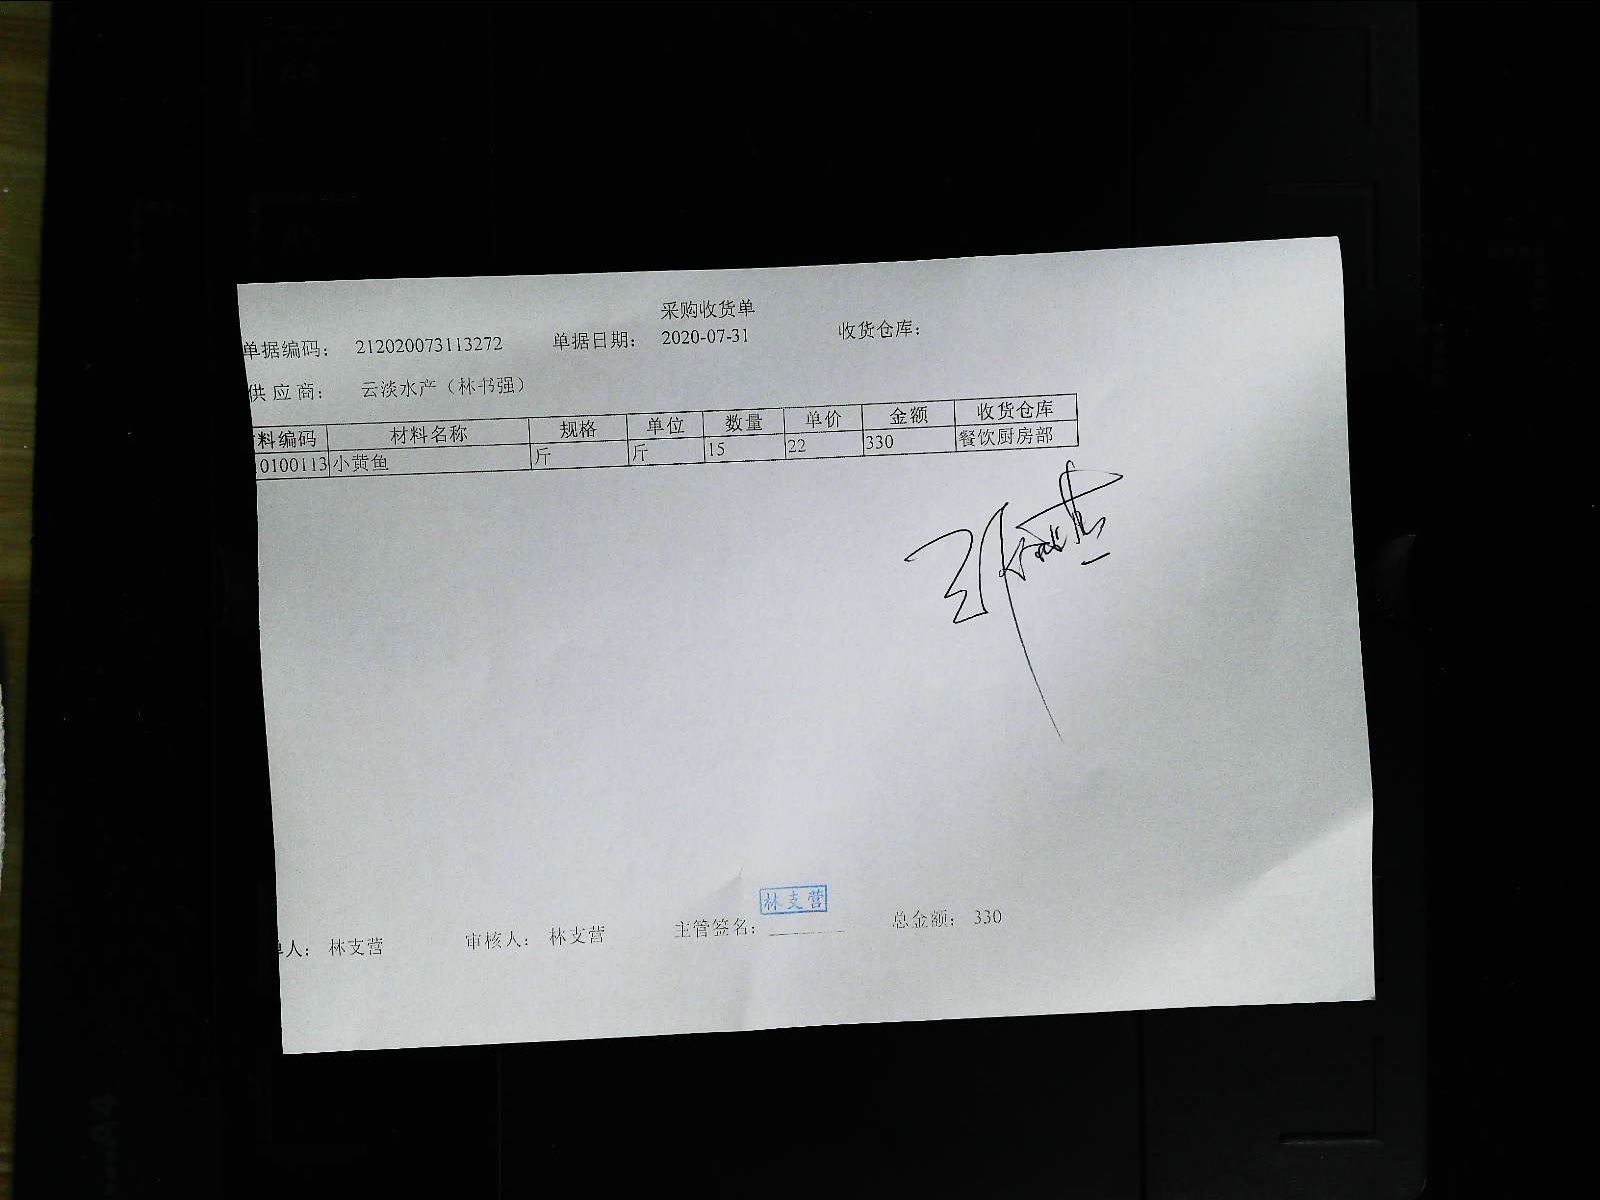 采购收货单
单据编码： 212020073113272 单据日期： 2020-07-31 收货仓库：
供应商： 云淡水产（林书强）
料编码 材料名称 规格 单位 数量 单价 金额 收货仓库
0100113 小黄鱼 斤 斤 15 22 330 餐饮厨房部
林支营
单人： 林支营 审核人： 林支营 主管签名： 总金额： 330